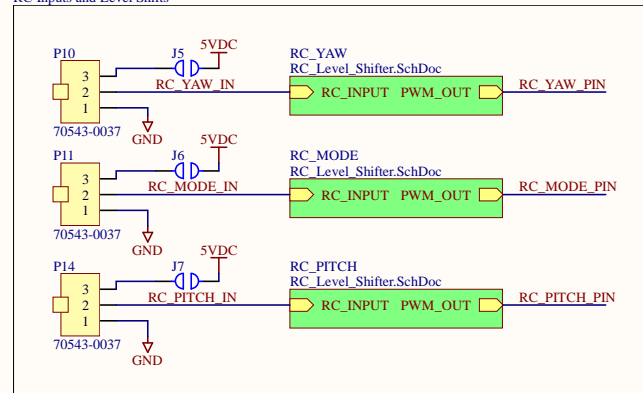 RC Inputs and Level Shifts
P10
J5
5VDC
RC_YAW
RC_Level_Shifter.SchDoc
3
2
1
RC_YAW_IN
RC_INPUT PWM_OUT
RC_YAW_PIN
70543-0037
GND
P11
J6
5VDC
RC_MODE
RC_Level_Shifter.SchDoc
3
2
1
RC_MODE_IN
RC_INPUT PWM_OUT
RC_MODE_PIN
70543-0037
GND
P14
J7
5VDC
RC_PITCH
RC_Level_Shifter.SchDoc
3
2
1
RC_PITCH_IN
RC_INPUT PWM_OUT
RC_PITCH_PIN
70543-0037
GND